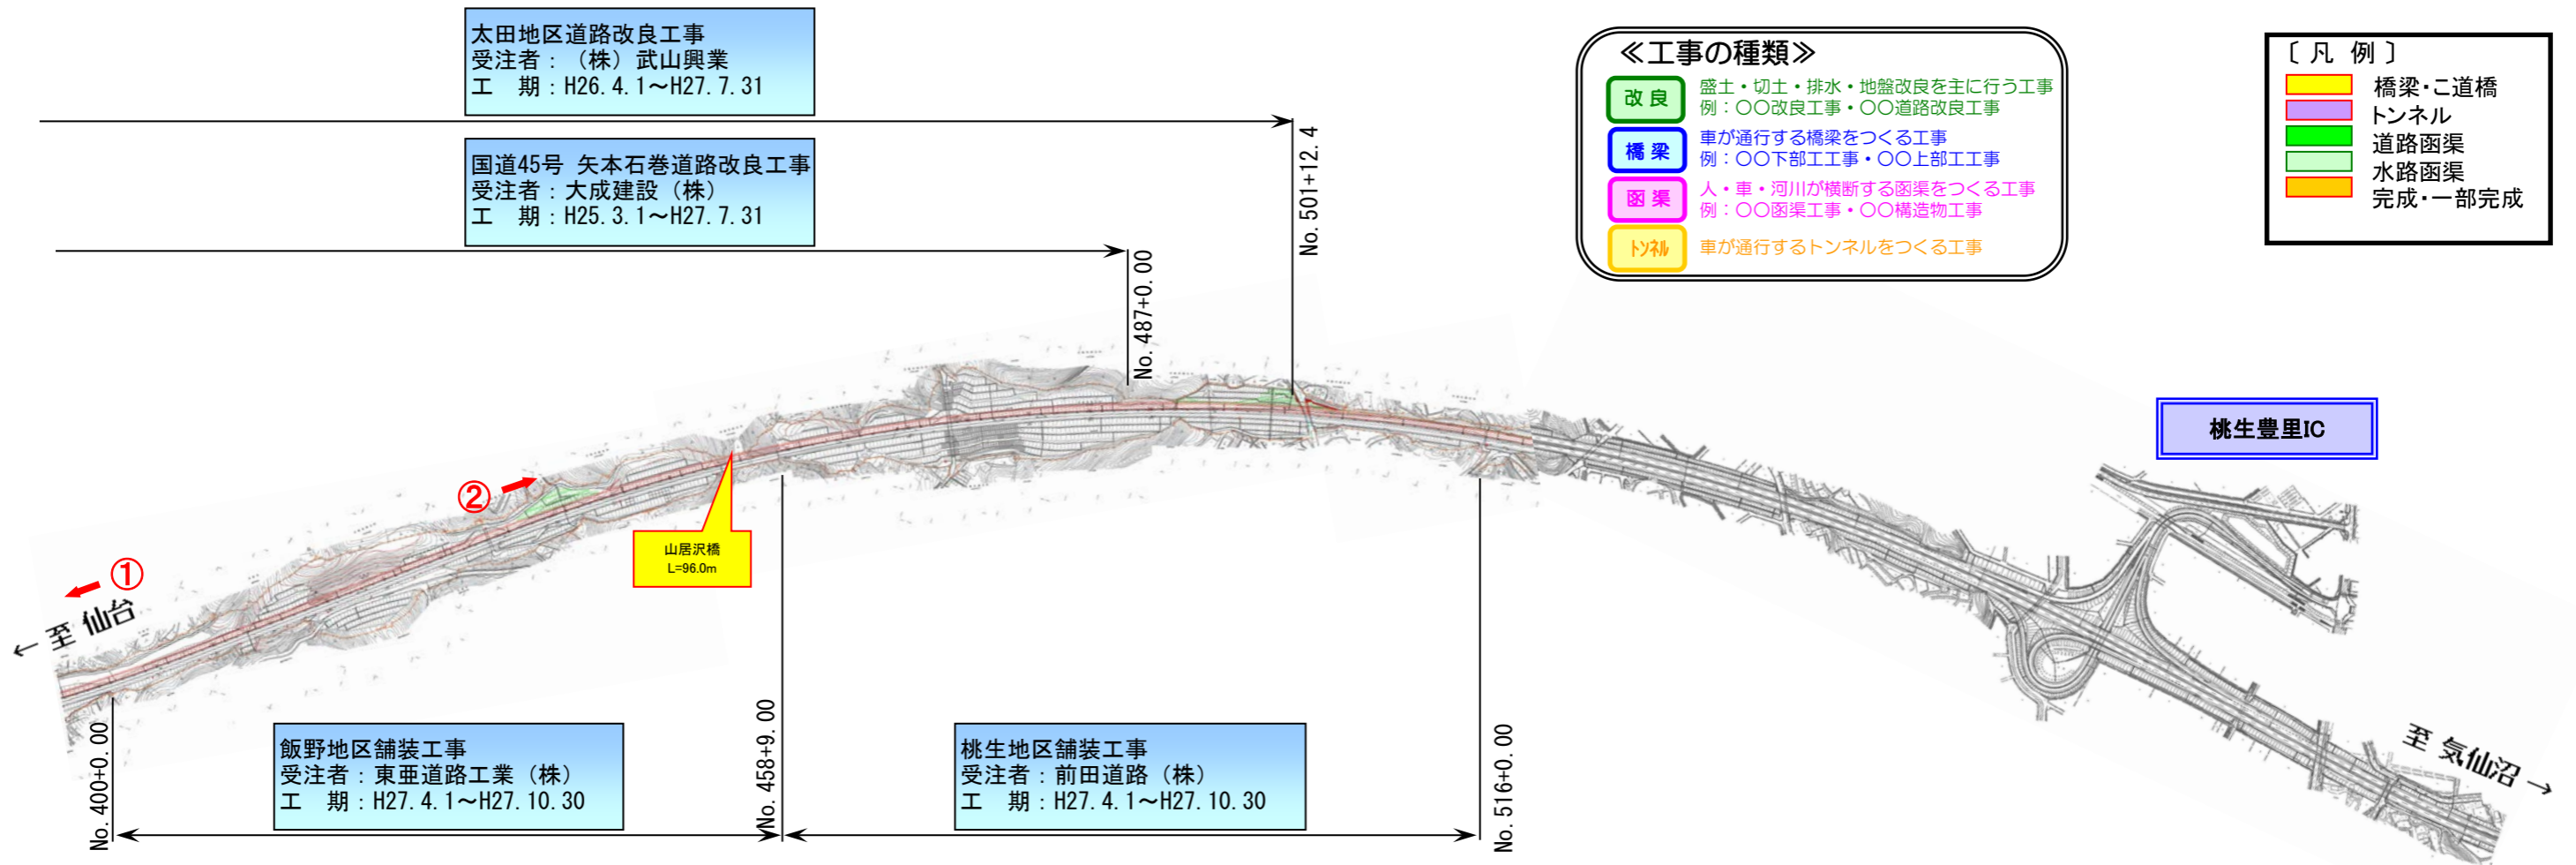 太田地区道路改良工事
受注者：（株）武山興業
工　期：H26.4.1～H27.7.31
国道45号 矢本石巻道路改良工事
受注者：大成建設（株）
工　期：H25.3.1～H27.7.31
No.501+12.4
No.487+0.00
≪工事の種類≫
改良
盛土・切土・排水・地盤改良を主に行う工事
例：〇〇改良工事・〇〇道路改良工事
橋梁
車が通行する橋梁をつくる工事
例：〇〇下部工工事・〇〇上部工工事
函渠
人・車・河川が横断する函渠をつくる工事
例：〇〇函渠工事・〇〇構造物工事
トンネル
車が通行するトンネルをつくる工事
〔凡 例〕
橋梁・こ道橋
トンネル
道路函渠
水路函渠
完成・一部完成
桃生豊里IC
②
山居沢橋
L=96.0m
①
← 至 仙台
至 気仙沼 →
No.400+0.00
飯野地区舗装工事
受注者：東亜道路工業（株）
工　期：H27.4.1～H27.10.30
No.458+9.00
桃生地区舗装工事
受注者：前田道路（株）
工　期：H27.4.1～H27.10.30
No.516+0.00